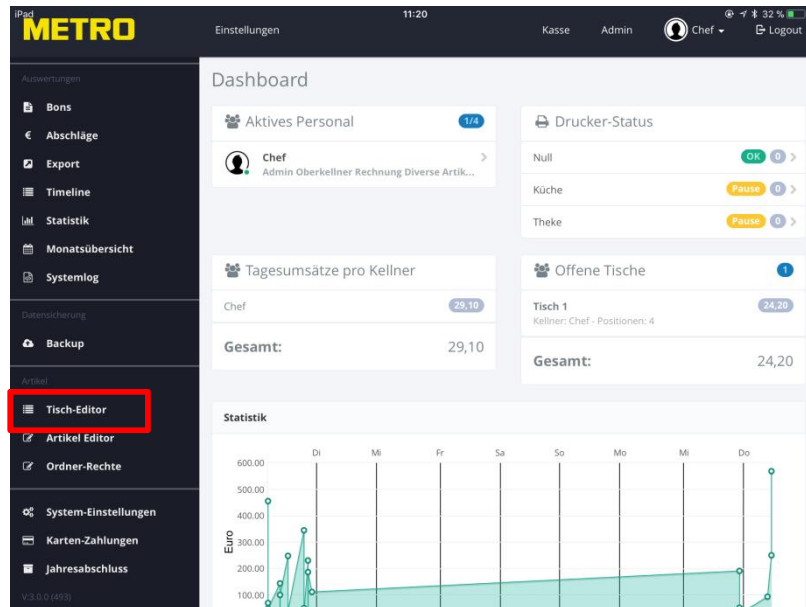 iPad
11:20
32 %
METRO
Einstellungen
Kasse
Admin
Chef
Logout
Auswertungen
Bons
€ Abschläge
Export
Timeline
Statistik
Monatsübersicht
Systemlog
Datensicherung
Backup
Artikel
Tisch-Editor
Artikel Editor
Ordner-Rechte
System-Einstellungen
Karten-Zahlungen
Jahresabschluss
V:3.0.0 (493)
Dashboard
Aktives Personal 1/4
Chef
Admin Oberkellner Rechnung Diverse Artik...
Drucker-Status
Null OK 0
Küche Pause 0
Theke Pause 0
Tagesumsätze pro Kellner
Chef 29,10
Gesamt: 29,10
Offene Tische 1
Tisch 1 24,20
Kellner: Chef - Positionen: 4
Gesamt: 24,20
Statistik
Di Mi Fr Sa So Mo Mi Do
600.00
500.00
400.00
300.00
200.00
100.00
Euro